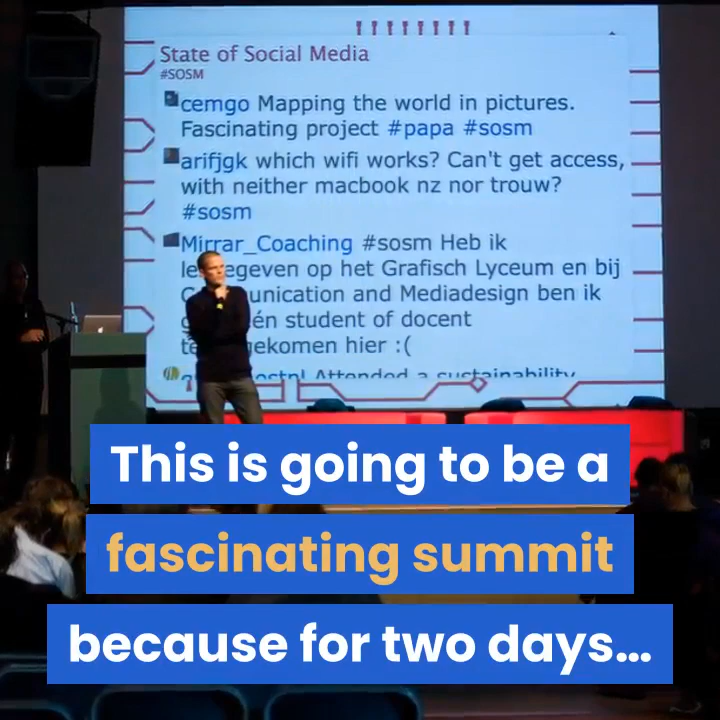 State of Social Media
#SOSM
cemgo Mapping the world in pictures.
Fascinating project #papa #sosm
arifjgk which wifi works? Can't get access,
with neither macbook nz nor trouw?
#sosm
Mirrar_Coaching #sosm Heb ik
op het Grafisch Lyceum en bij
and Mediadesign ben ik
én student of docent
hier :(
Attended a sustainability
This is going to be a
fascinating summit
because for two days...